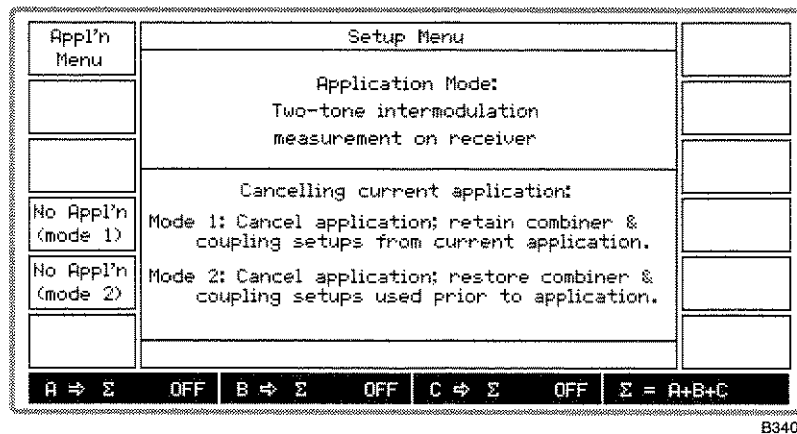 Appl'n
Menu
Setup Menu
Application Mode:
Two-tone intermodulation
measurement on receiver
Cancelling current application:
No Appl'n
(mode 1)
Mode 1: Cancel application; retain combiner &
coupling setups from current application.
No Appl'n
(mode 2)
Mode 2: Cancel application; restore combiner &
coupling setups used prior to application.
A ⇒ Σ OFF B ⇒ Σ OFF C ⇒ Σ OFF Σ = A+B+C
B340